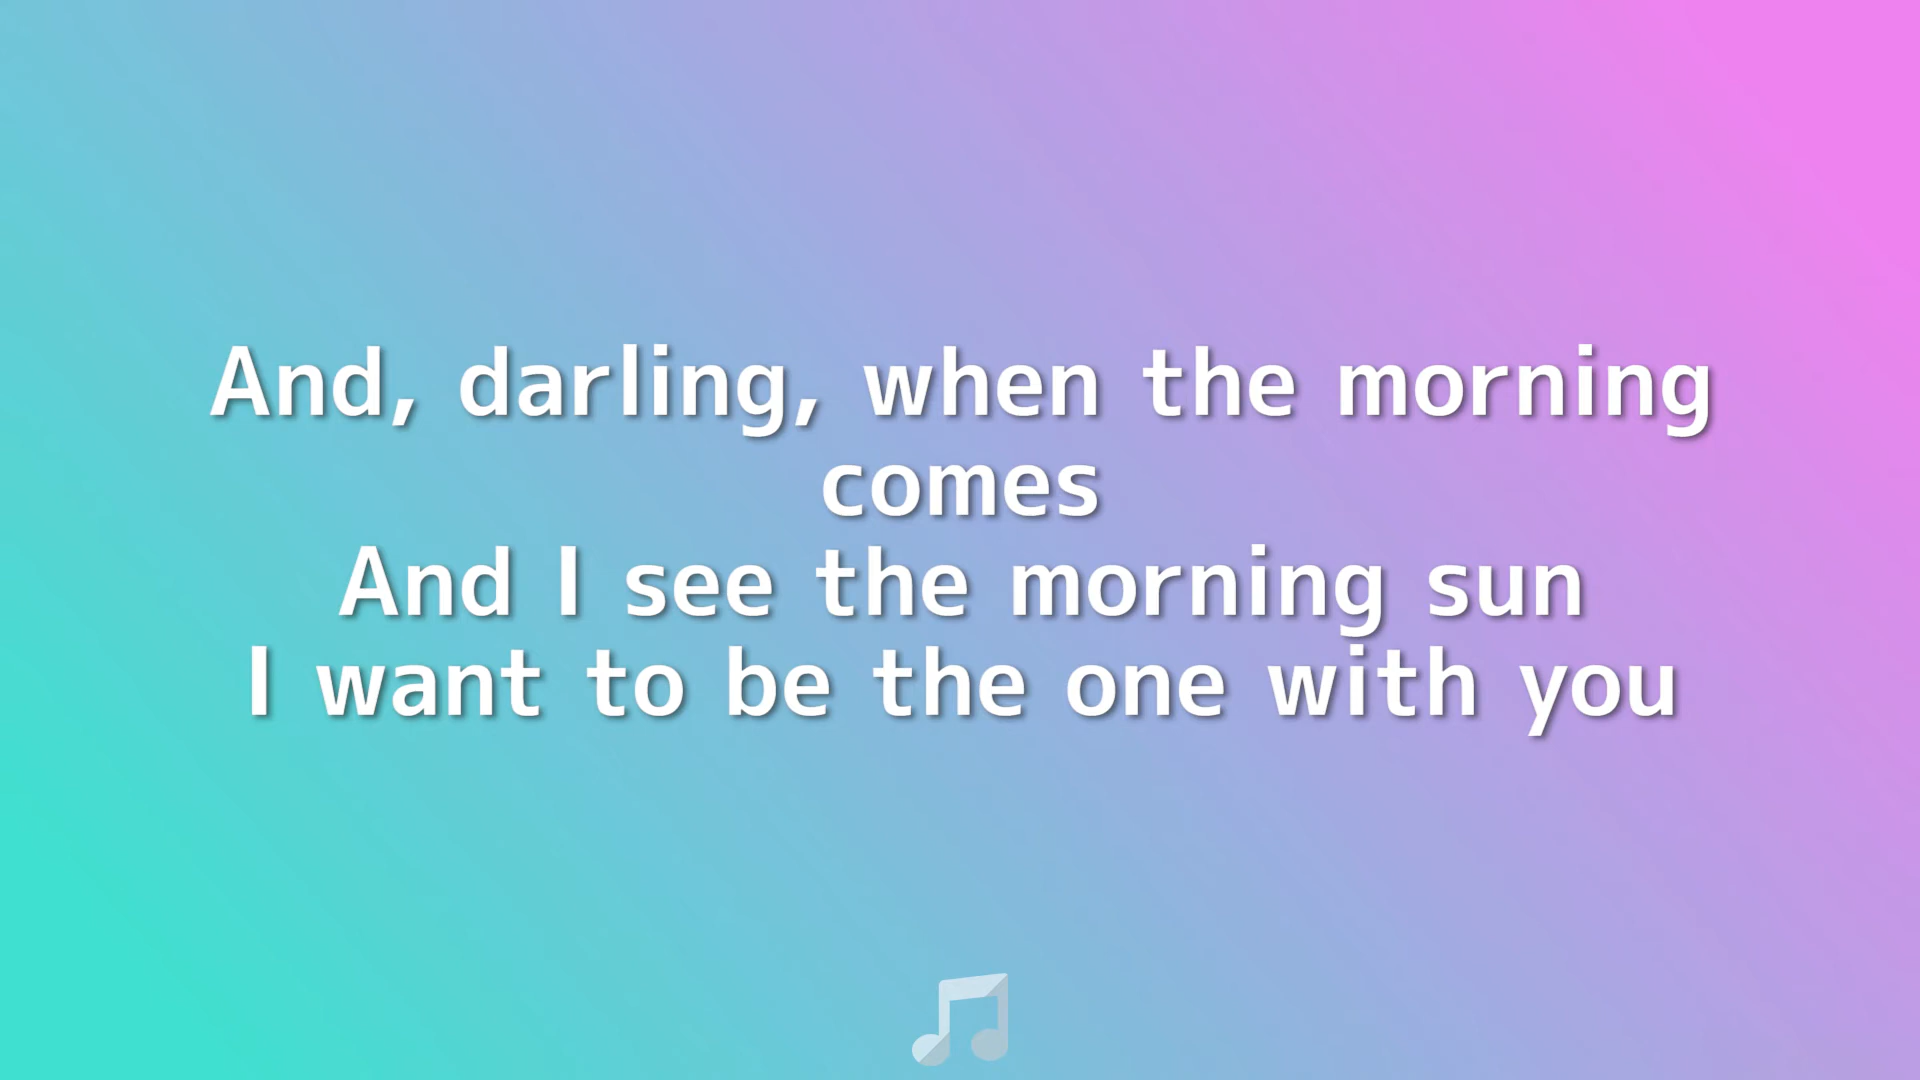 And, darling, when the morning
comes
And I see the morning sun
I want to be the one with you